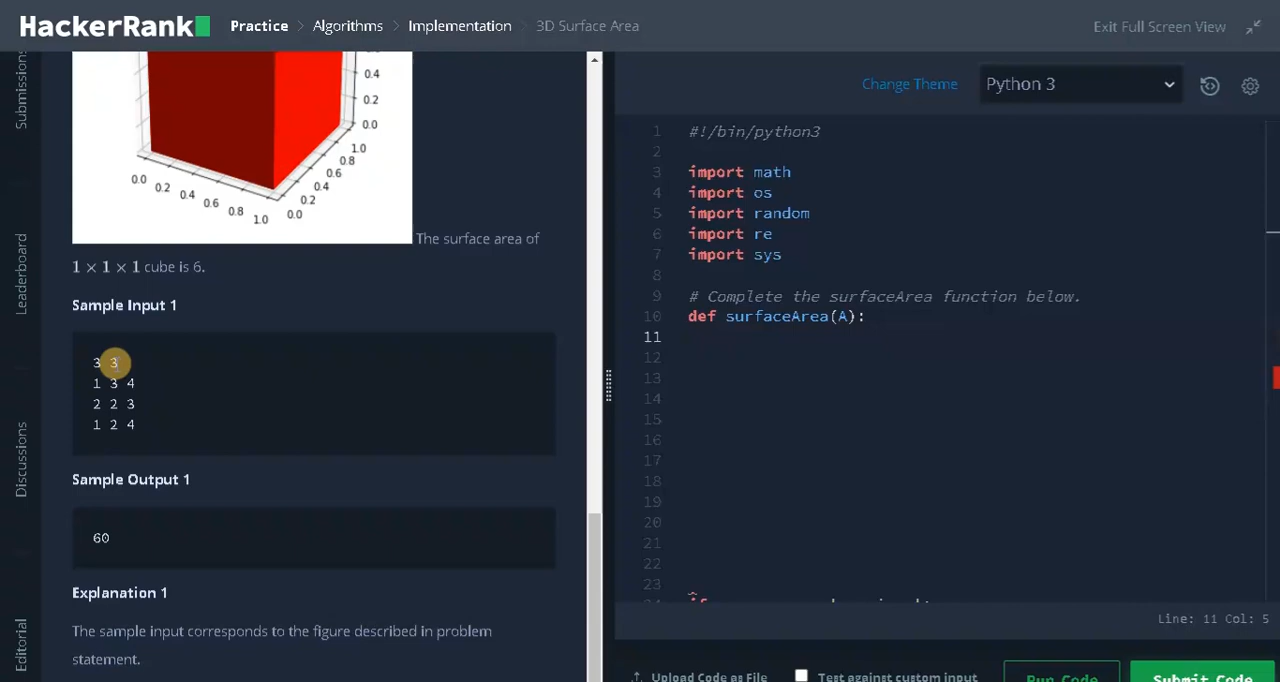 HackerRank Practice > Algorithms > Implementation > 3D Surface Area Exit Full Screen View
Submissions
Leaderboard
Discussions
Editorial
0.4
0.2
0.0
1.0
0.8
0.6
0.4
0.2
0.0
0.0
0.2
0.4
0.6
0.8
1.0
The surface area of
1 × 1 × 1 cube is 6.
Sample Input 1
3 3
1 3 4
2 2 3
1 2 4
Sample Output 1
60
Explanation 1
The sample input corresponds to the figure described in problem
statement.
Change Theme Python 3
1 #!/bin/python3
2
3 import math
4 import os
5 import random
6 import re
7 import sys
8
9 # Complete the surfaceArea function below.
10 def surfaceArea(A):
11
12
13
14
15
16
17
18
19
20
21
22
23
Line: 11 Col: 5
Upload Code as File Test against custom input Run Code Submit Code